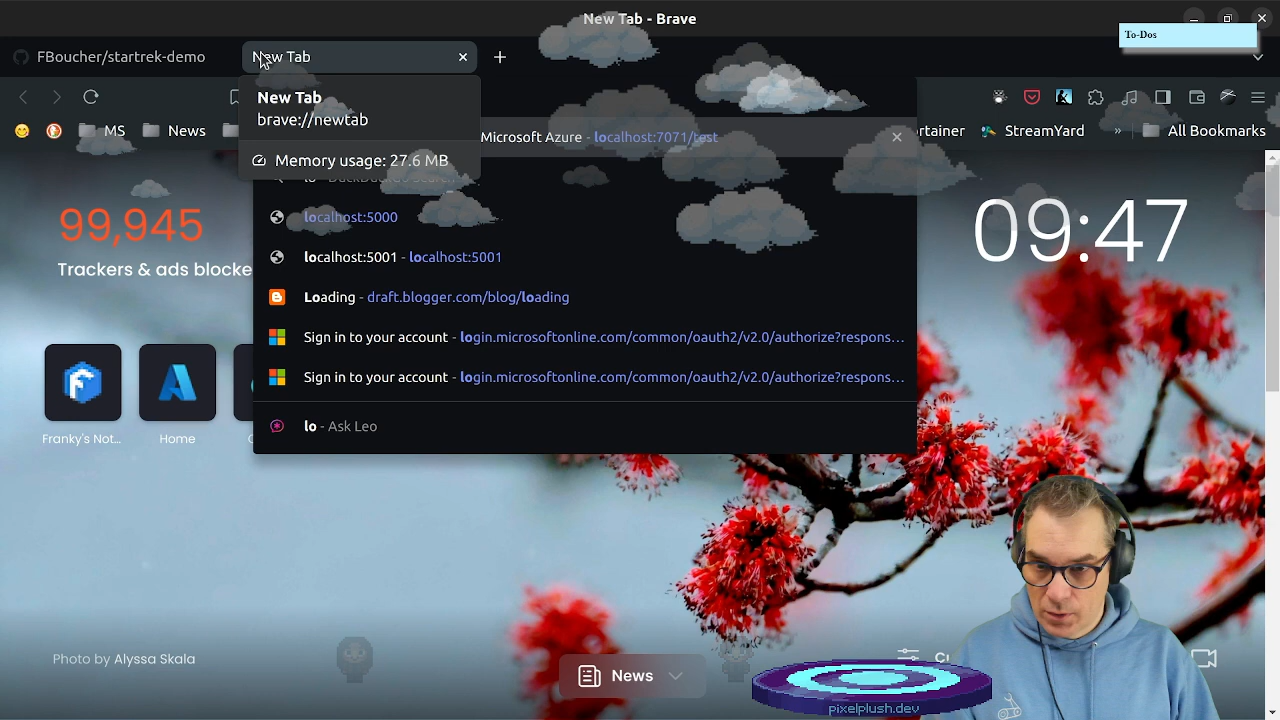 New Tab - Brave
To-Dos
FBoucher/startrek-demo
New Tab
New Tab
brave://newtab
Memory usage: 27.6 MB
Microsoft Azure - localhost:7071/test
MS
News
ortainer
StreamYard
»
All Bookmarks
localhost:5000
localhost:5001 - localhost:5001
Loading - draft.blogger.com/blog/loading
Sign in to your account - login.microsoftonline.com/common/oauth2/v2.0/authorize?respons...
Sign in to your account - login.microsoftonline.com/common/oauth2/v2.0/authorize?respons...
lo - Ask Leo
99,945
Trackers & ads blocke
09:47
Franky's Not...
Home
Photo by Alyssa Skala
News
pixelplush.dev